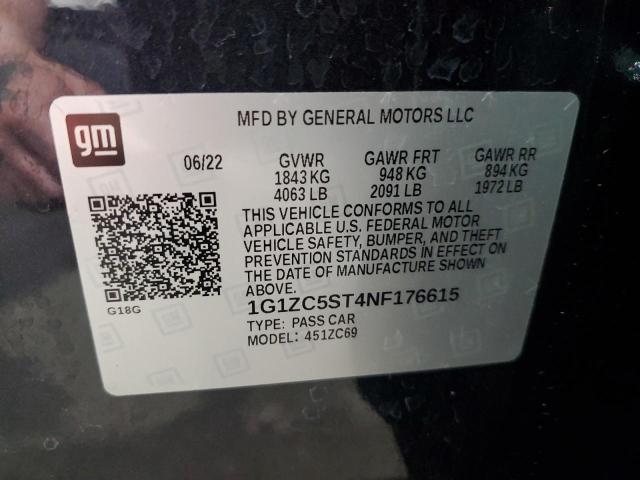 gm
MFD BY GENERAL MOTORS LLC
06/22 GVWR GAWR FRT GAWR RR
1843 KG 948 KG 894 KG
4063 LB 2091 LB 1972 LB
THIS VEHICLE CONFORMS TO ALL
APPLICABLE U.S. FEDERAL MOTOR
VEHICLE SAFETY, BUMPER, AND THEFT
PREVENTION STANDARDS IN EFFECT ON
THE DATE OF MANUFACTURE SHOWN
ABOVE.
1G1ZC5ST4NF176615
TYPE: PASS CAR
MODEL: 451ZC69
G18G